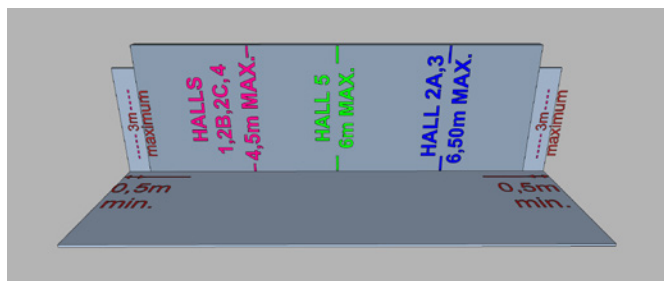 3m
maximum
HALLS
1,2B,2C,4
4,5m MAX.
HALL 5
6m MAX.
HALL 2A,3
6,50m MAX.
3m
maximum
0,5m
min.
0,5m
min.